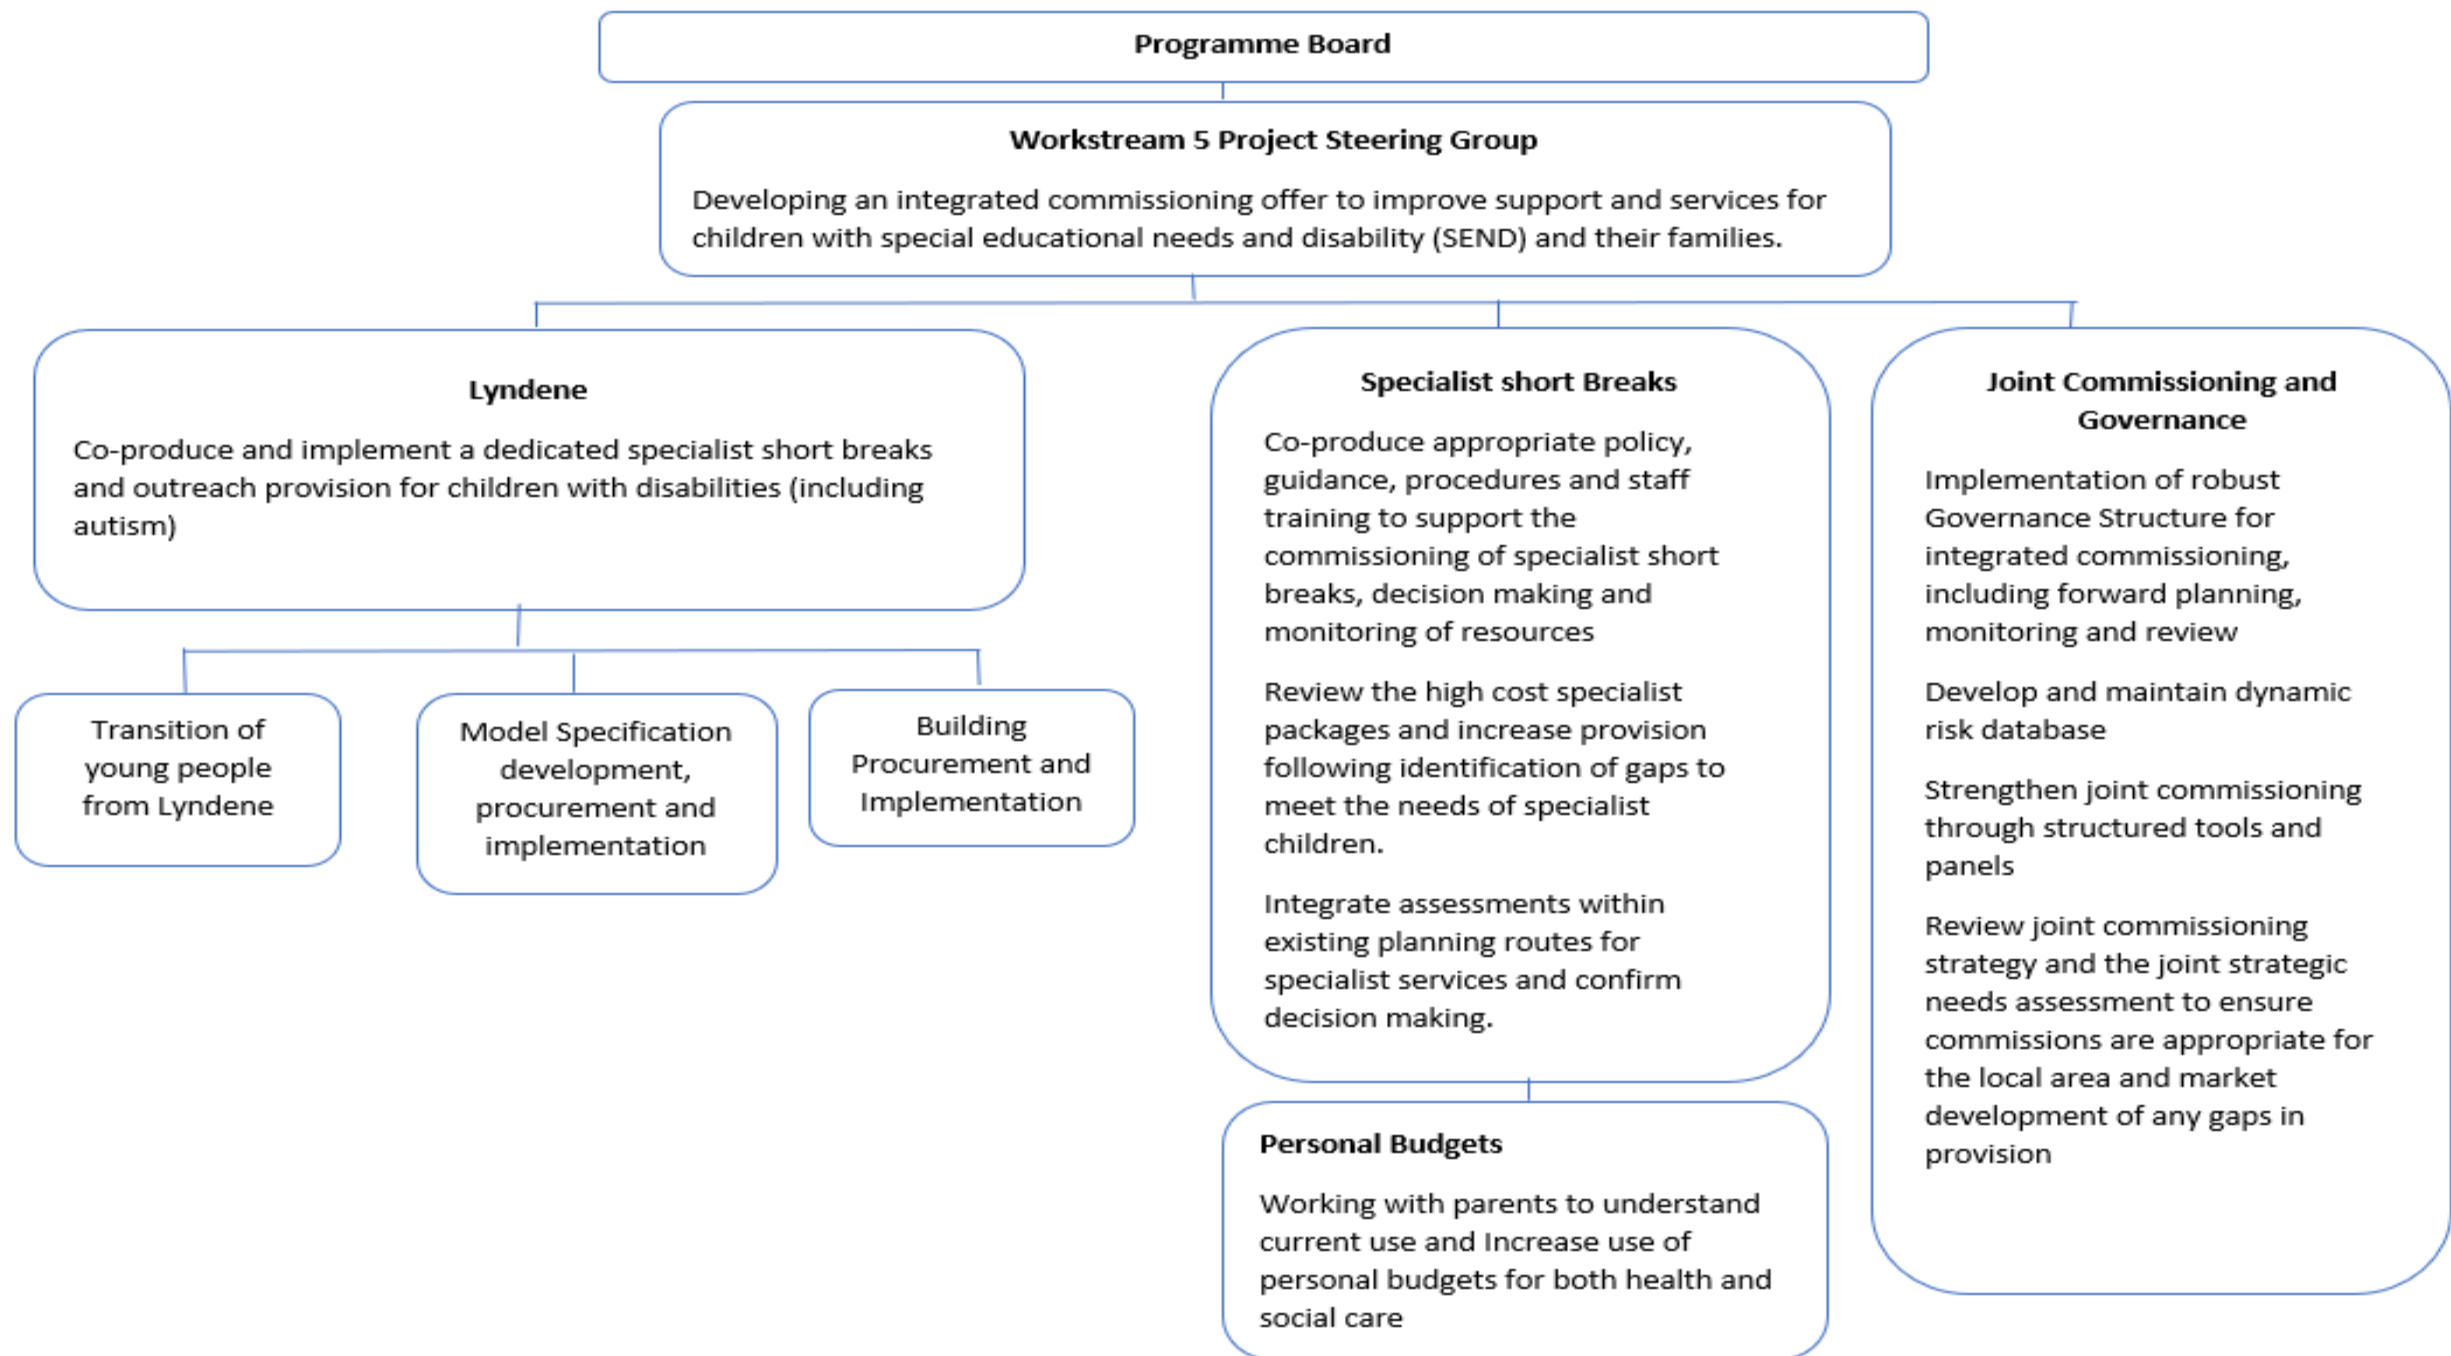 Programme Board
Workstream 5 Project Steering Group
Developing an integrated commissioning offer to improve support and services for
children with special educational needs and disability (SEND) and their families.
Lyndene
Co-produce and implement a dedicated specialist short breaks
and outreach provision for children with disabilities (including
autism)
Transition of
young people
from Lyndene
Model Specification
development,
procurement and
implementation
Building
Procurement and
Implementation
Specialist short Breaks
Co-produce appropriate policy,
guidance, procedures and staff
training to support the
commissioning of specialist short
breaks, decision making and
monitoring of resources
Review the high cost specialist
packages and increase provision
following identification of gaps to
meet the needs of specialist
children.
Integrate assessments within
existing planning routes for
specialist services and confirm
decision making.
Personal Budgets
Working with parents to understand
current use and Increase use of
personal budgets for both health and
social care
Joint Commissioning and
Governance
Implementation of robust
Governance Structure for
integrated commissioning,
including forward planning,
monitoring and review
Develop and maintain dynamic
risk database
Strengthen joint commissioning
through structured tools and
panels
Review joint commissioning
strategy and the joint strategic
needs assessment to ensure
commissions are appropriate for
the local area and market
development of any gaps in
provision